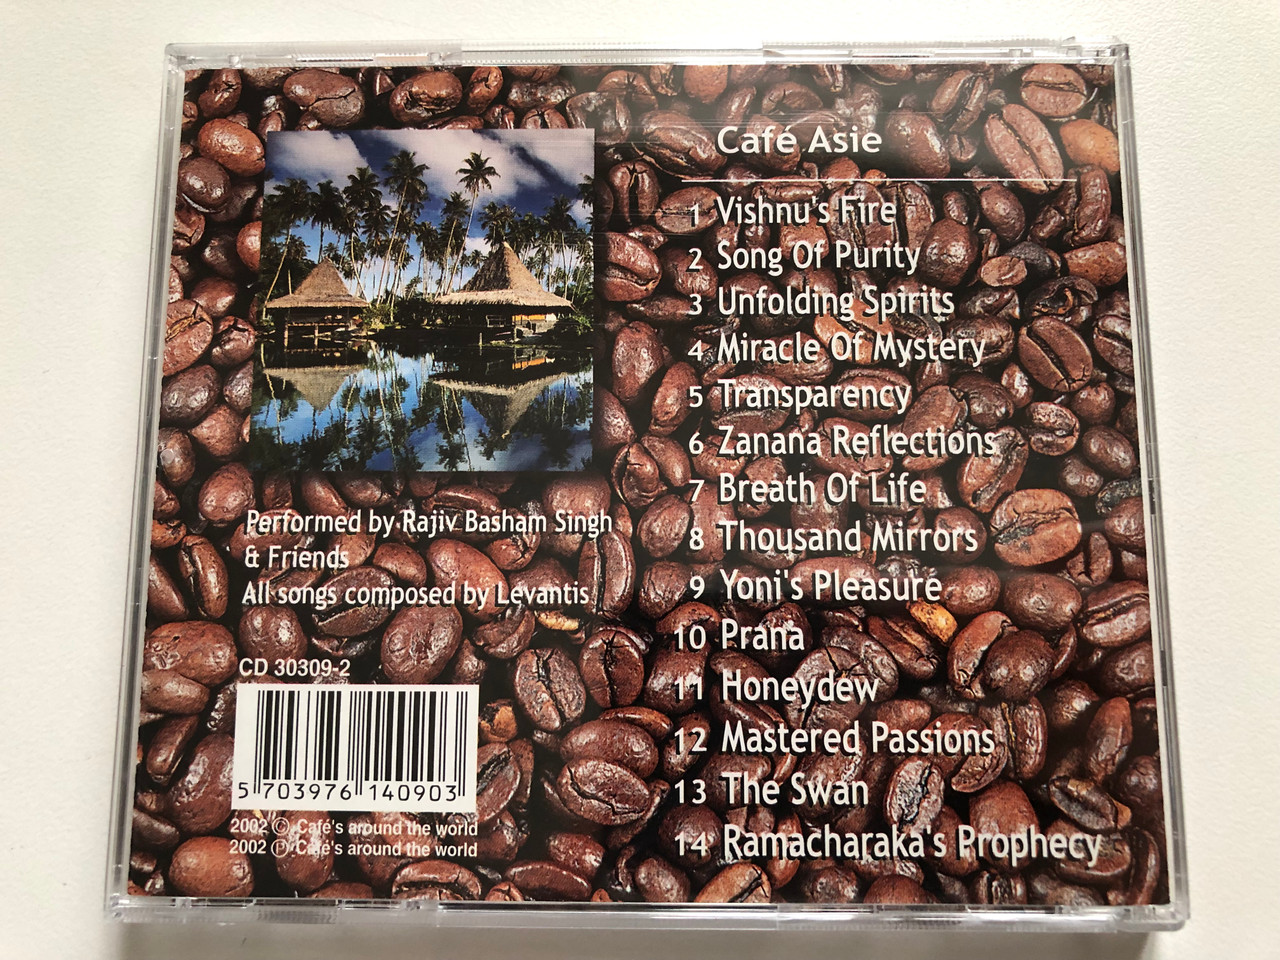 Café Asie
1 Vishnu's Fire
2 Song Of Purity
3 Unfolding Spirits
4 Miracle Of Mystery
5 Transparency
6 Zanana Reflections
7 Breath Of Life
8 Thousand Mirrors
9 Yoni's Pleasure
10 Prana
11 Honeydew
12 Mastered Passions
13 The Swan
14 Ramacharaka's Prophecy
Performed by Rajiv Basham Singh
& Friends
All songs composed by Levantis
CD 30309-2
5 703976 140903
2002 © Café's around the world
2002 ℗ Café's around the world